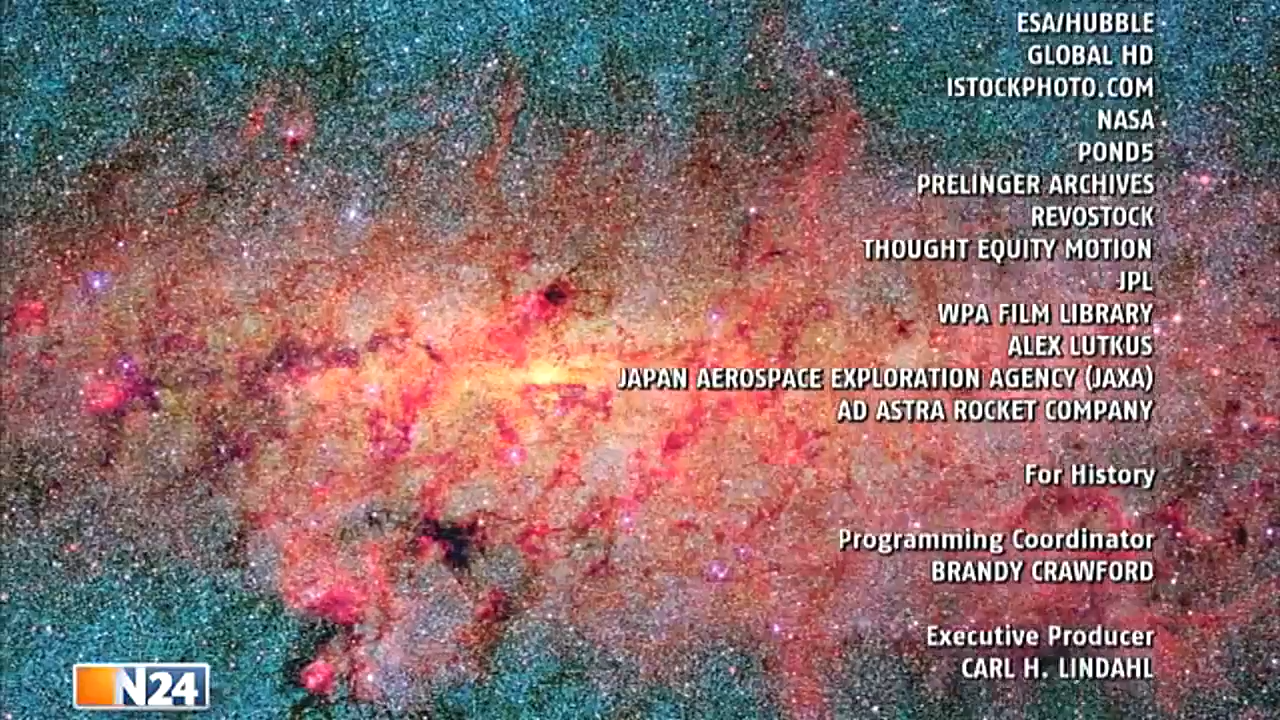 ESA/HUBBLE
GLOBAL HD
ISTOCKPHOTO.COM
NASA
POND5
PRELINGER ARCHIVES
REVOSTOCK
THOUGHT EQUITY MOTION
JPL
WPA FILM LIBRARY
ALEX LUTKUS
JAPAN AEROSPACE EXPLORATION AGENCY (JAXA)
AD ASTRA ROCKET COMPANY
For History
Programming Coordinator
BRANDY CRAWFORD
Executive Producer
CARL H. LINDAHL
N24